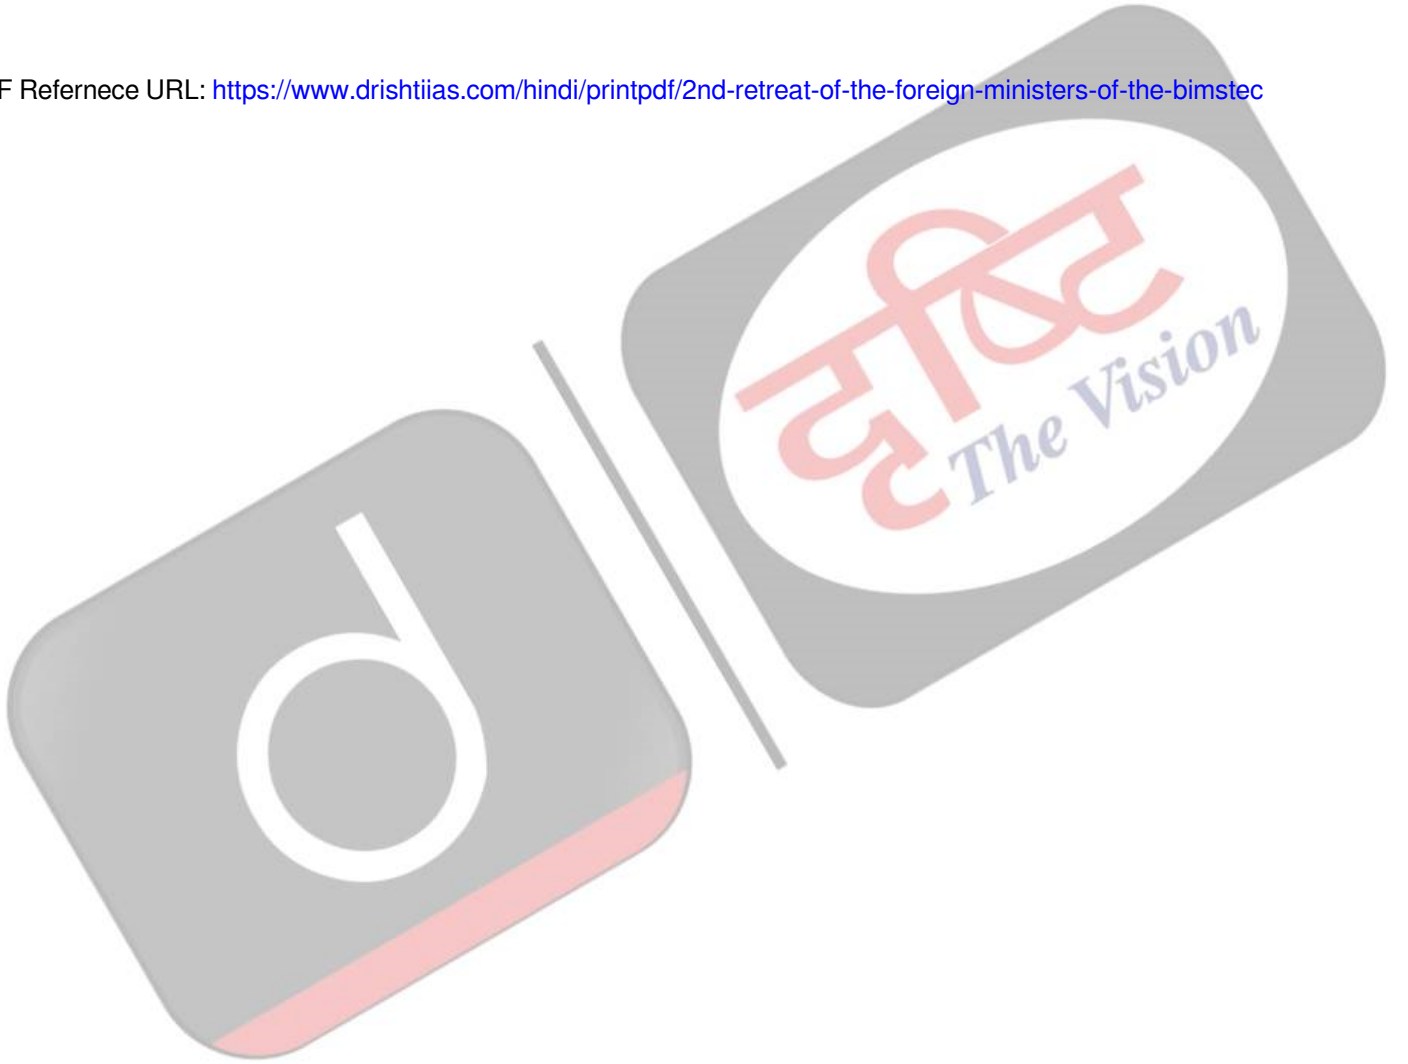 F Refernece URL: https://www.drishtiias.com/hindi/printpdf/2nd-retreat-of-the-foreign-ministers-of-the-bimstec
दृष्टि
The Vision
d